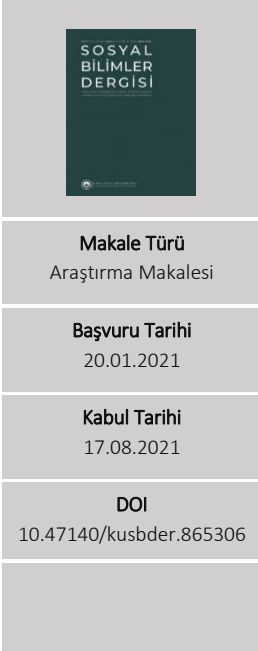 SOSYAL
BİLİMLER
DERGİSİ
Makale Türü
Araştırma Makalesi
Başvuru Tarihi
20.01.2021
Kabul Tarihi
17.08.2021
DOI
10.47140/kusbder.865306